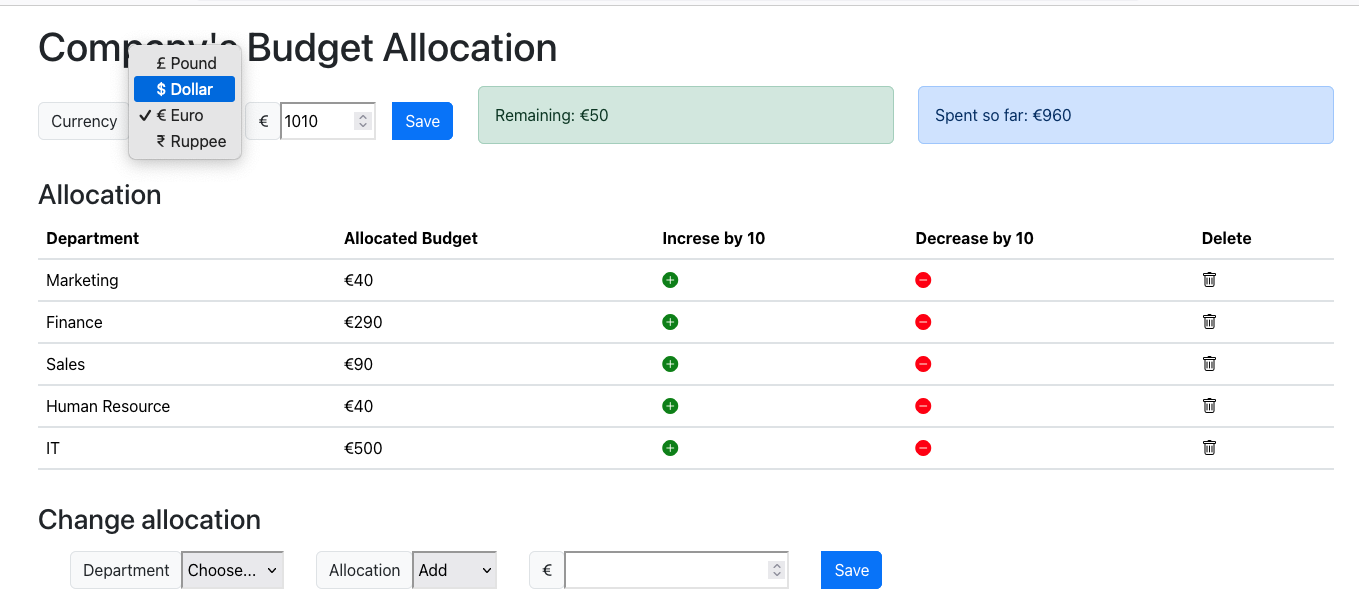 Company's Budget Allocation
£ Pound
$ Dollar
✓ € Euro
₹ Ruppee
Currency
€ 1010
Save
Remaining: €50
Spent so far: €960
Allocation
Department Allocated Budget Increse by 10 Decrease by 10 Delete
Marketing €40
Finance €290
Sales €90
Human Resource €40
IT €500
Change allocation
Department Choose... Allocation Add € Save